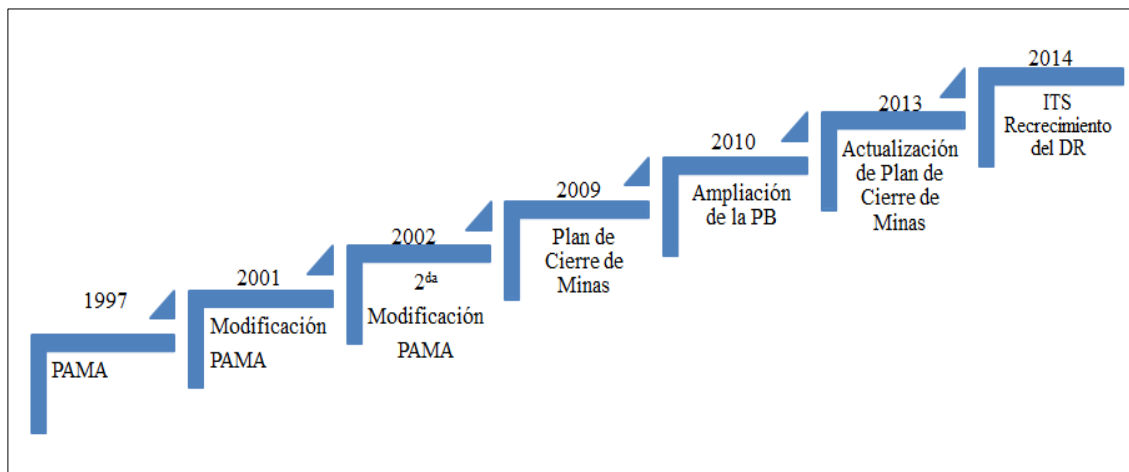 1997
PAMA
2001
Modificación
PAMA
2002
2da
Modificación
PAMA
2009
Plan de
Cierre de
Minas
2010
Ampliación
de la PB
2013
Actualización
de Plan de
Cierre de
Minas
2014
ITS
Recrecimiento
del DR